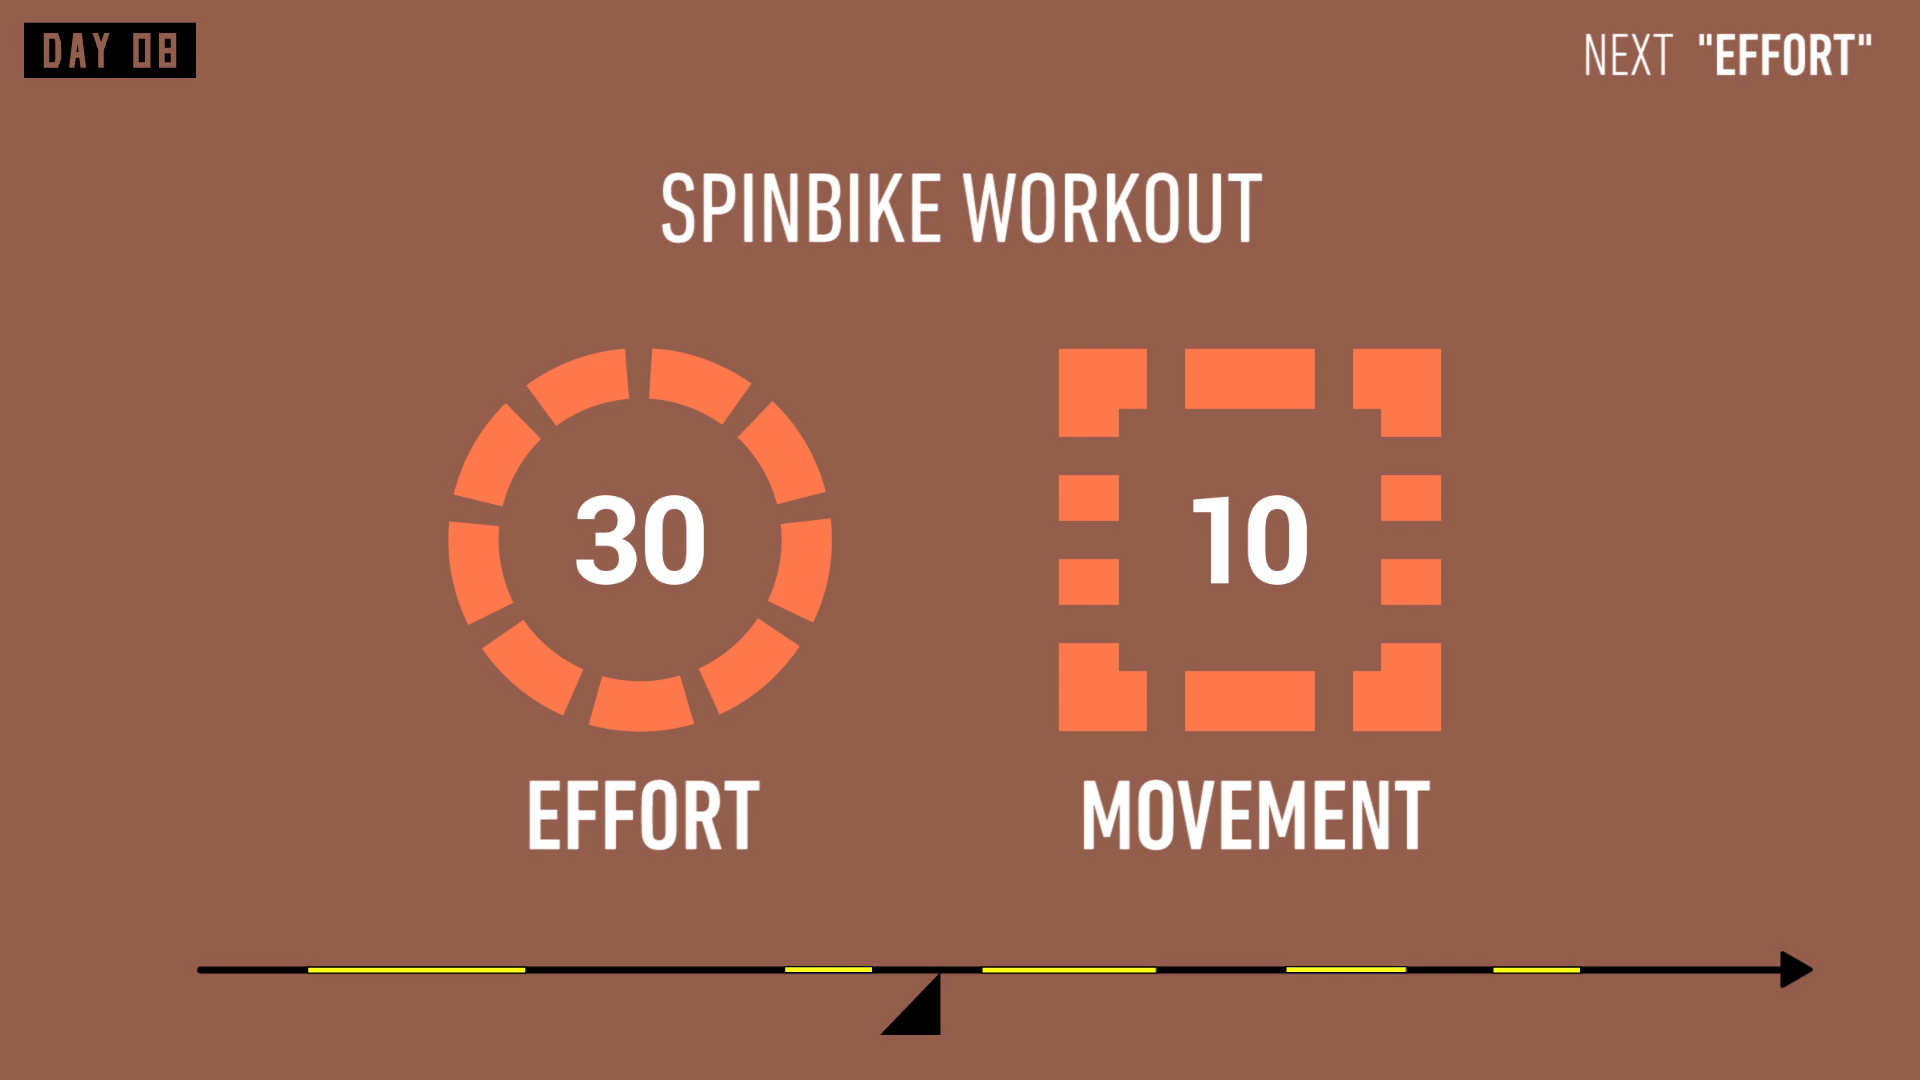 DAY 08
NEXT "EFFORT"
SPINBIKE WORKOUT
30
10
EFFORT
MOVEMENT